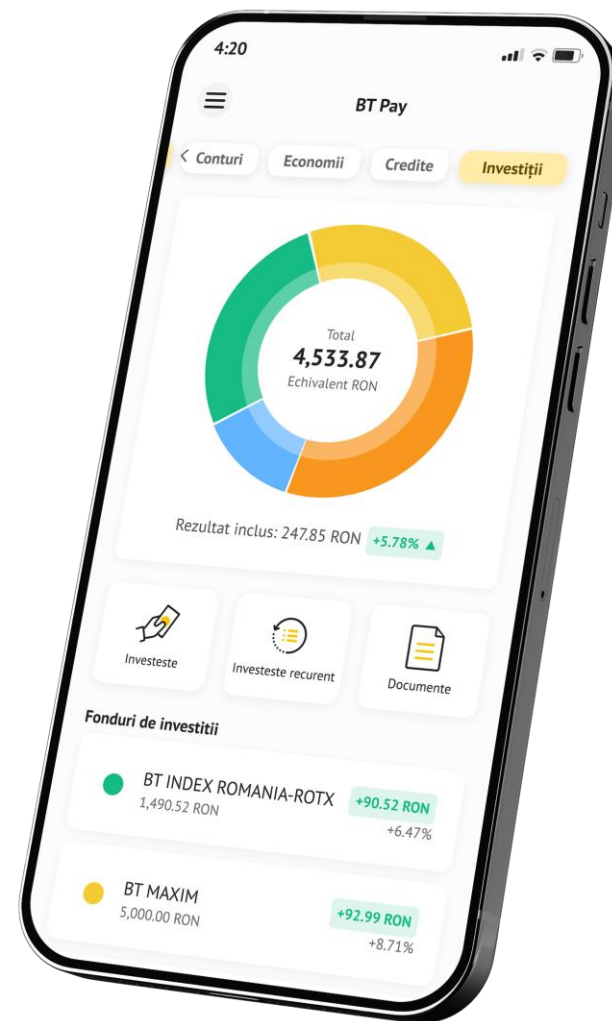 4:20
BT Pay
Conturi
Economii
Credite
Investiții
Total
4,533.87
Echivalent RON
Rezultat inclus: 247.85 RON +5.78% ▲
Investeste
Investeste recurent
Documente
Fonduri de investitii
BT INDEX ROMANIA-ROTX
+90.52 RON
1,490.52 RON
+6.47%
BT MAXIM
+92.99 RON
5,000.00 RON
+8.71%